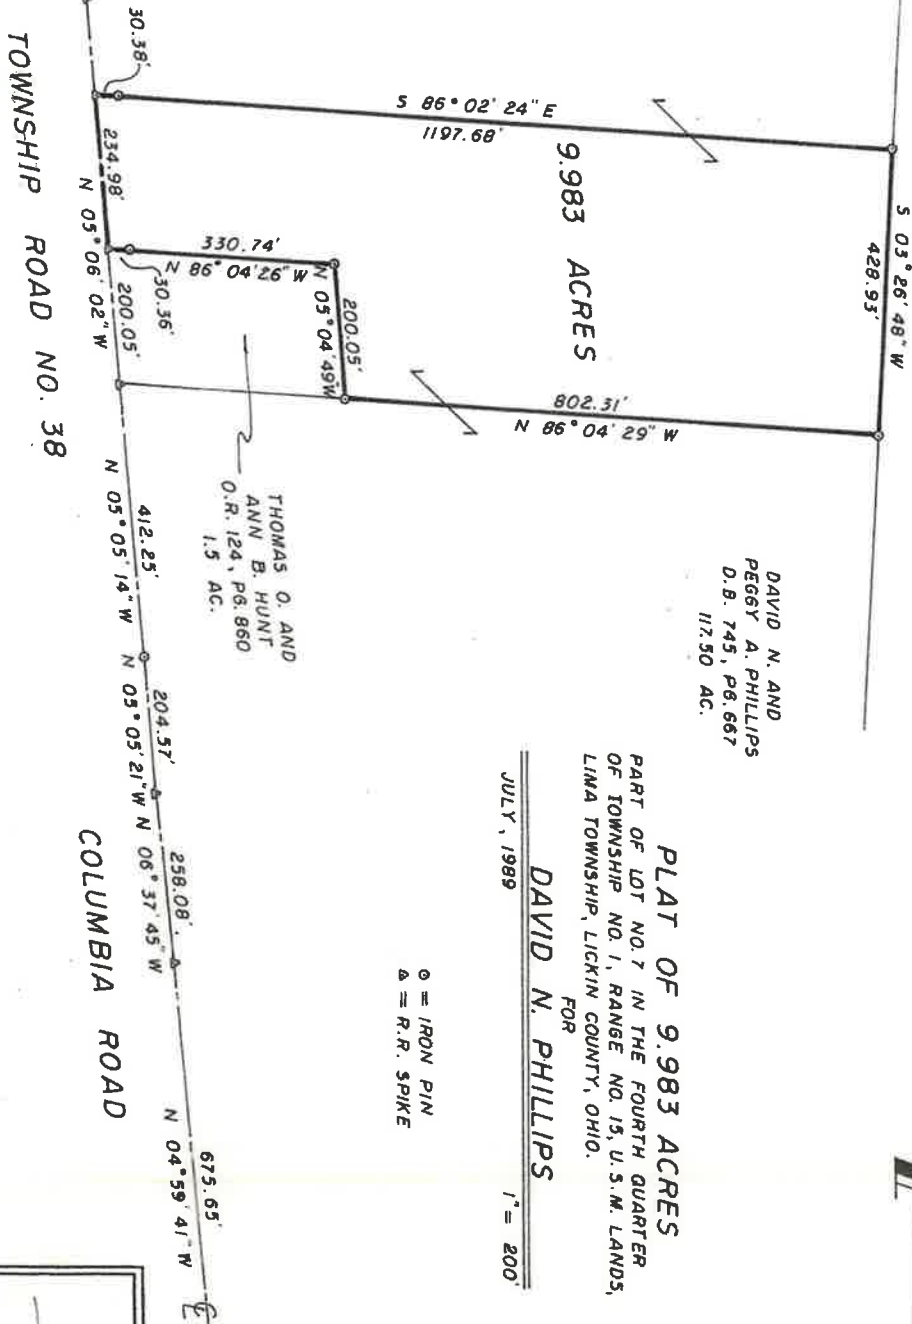 S 03° 26' 48" W
428.93'
S 86° 02' 24" E
1197.68'
9.983 ACRES
30.38'
234.98'
N 05° 06' 02" W
TOWNSHIP ROAD NO. 38
330.74'
N 86° 04' 26" W
30.36'
200.05'
200.05'
N 05° 04' 49" W
802.31'
N 86° 04' 29" W
DAVID N. AND
PEGGY A. PHILLIPS
D.B. 745, PG. 667
117.50 AC.
THOMAS O. AND
ANN B. HUNT
O.R. 124, PG. 860
1.5 AC.
PLAT OF 9.983 ACRES
PART OF LOT NO. 7 IN THE FOURTH QUARTER
OF TOWNSHIP NO. 1, RANGE NO. 15, U.S.M. LANDS,
LIMA TOWNSHIP, LICKIN COUNTY, OHIO.
FOR
DAVID N. PHILLIPS
JULY, 1989
1" = 200'
⊙ = IRON PIN
△ = R.R. SPIKE
412.25'
N 05° 05' 14" W
204.57'
N 05° 05' 21" W
258.08'
N 06° 37' 45" W
675.65'
N 04° 59' 41" W
COLUMBIA ROAD